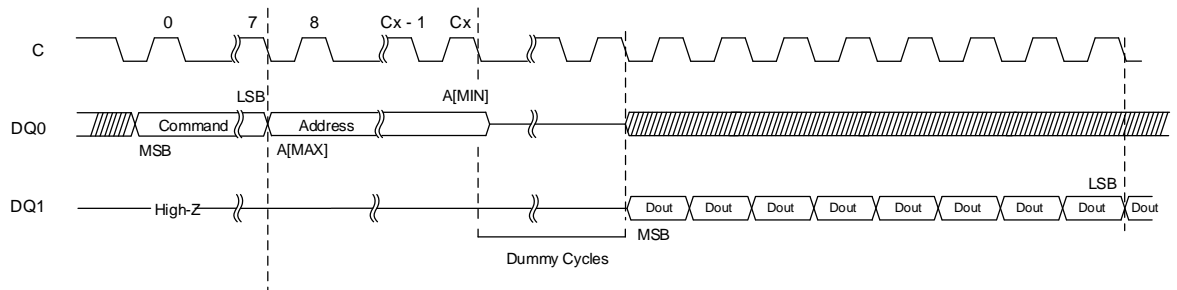 0 7 8 Cx - 1 Cx
C
LSB A[MIN]
DQ0 Command Address
MSB A[MAX]
LSB
DQ1 High-Z Dout Dout Dout Dout Dout Dout Dout Dout Dout
MSB
Dummy Cycles